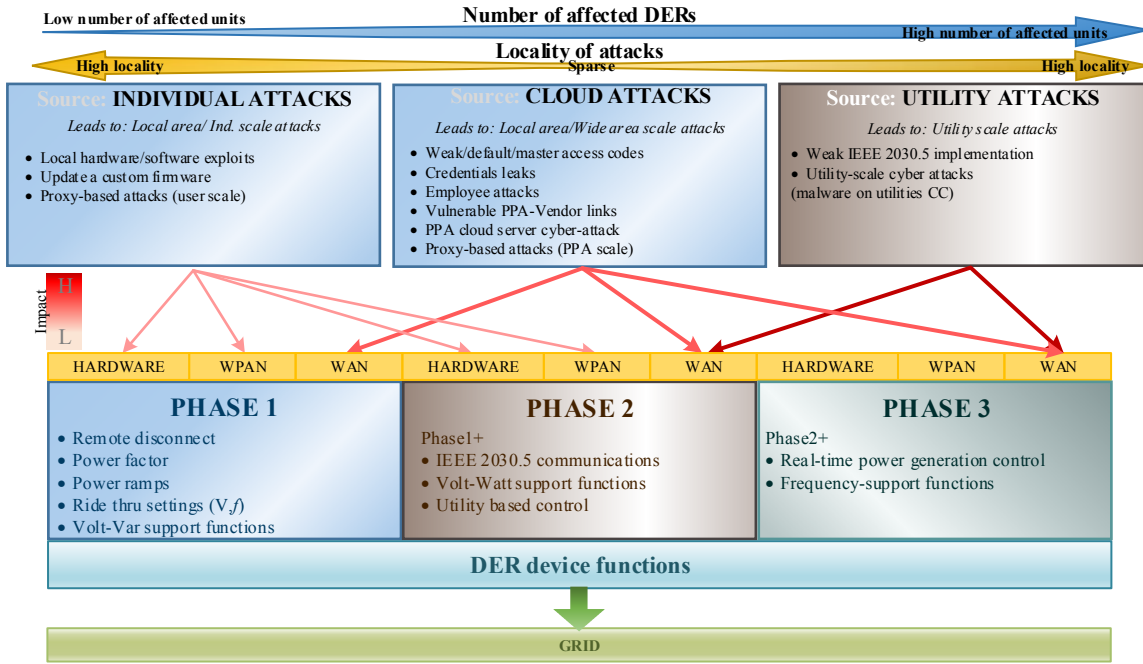 Number of affected DERs
Low number of affected units
High number of affected units
Locality of attacks
High locality
Sparse
High locality
Source: INDIVIDUAL ATTACKS
Leads to: Local area/ Ind. scale attacks
• Local hardware/software exploits
• Update a custom firmware
• Proxy-based attacks (user scale)
Source: CLOUD ATTACKS
Leads to: Local area/Wide area scale attacks
• Weak/default/master access codes
• Credentials leaks
• Employee attacks
• Vulnerable PPA-Vendor links
• PPA cloud server cyber-attack
• Proxy-based attacks (PPA scale)
Source: UTILITY ATTACKS
Leads to: Utility scale attacks
• Weak IEEE 2030.5 implementation
• Utility-scale cyber attacks
(malware on utilities CC)
Impact
H
L
HARDWARE
WPAN
WAN
HARDWARE
WPAN
WAN
HARDWARE
WPAN
WAN
PHASE 1
• Remote disconnect
• Power factor
• Power ramps
• Ride thru settings (V,f)
• Volt-Var support functions
PHASE 2
Phase1+
• IEEE 2030.5 communications
• Volt-Watt support functions
• Utility based control
PHASE 3
Phase2+
• Real-time power generation control
• Frequency-support functions
DER device functions
GRID